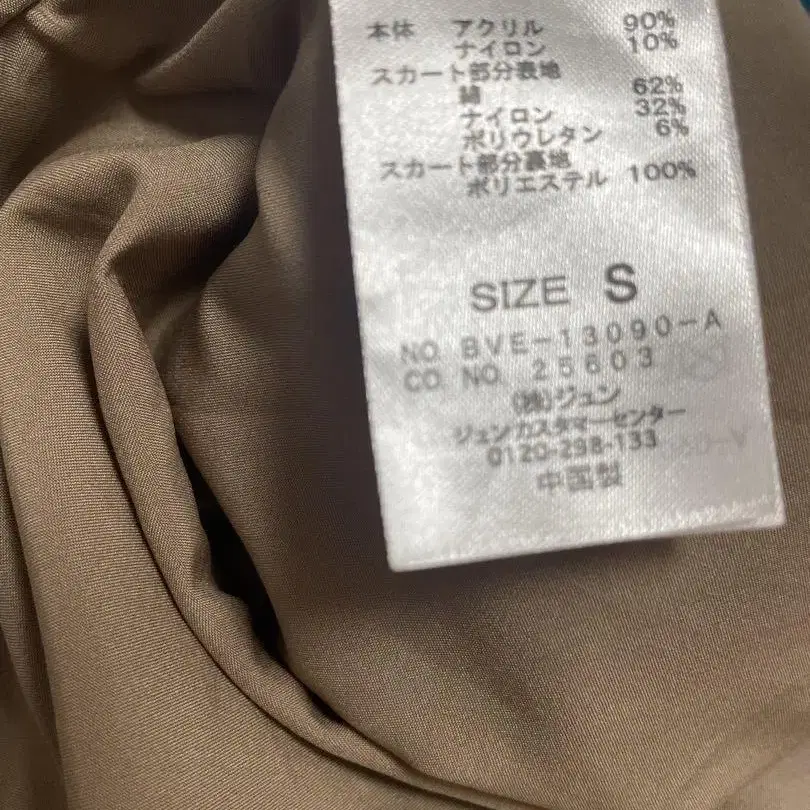 本体 アクリル 90%
ナイロン 10%
スカート部分表地
綿 62%
ナイロン 32%
ポリウレタン 6%
スカート部分裏地
ポリエステル 100%
SIZE S
NO. BVE-13090-A
CO. NO. 25603
(株)ジュン
ジュンカスタマーセンター
0120-298-133
中国製